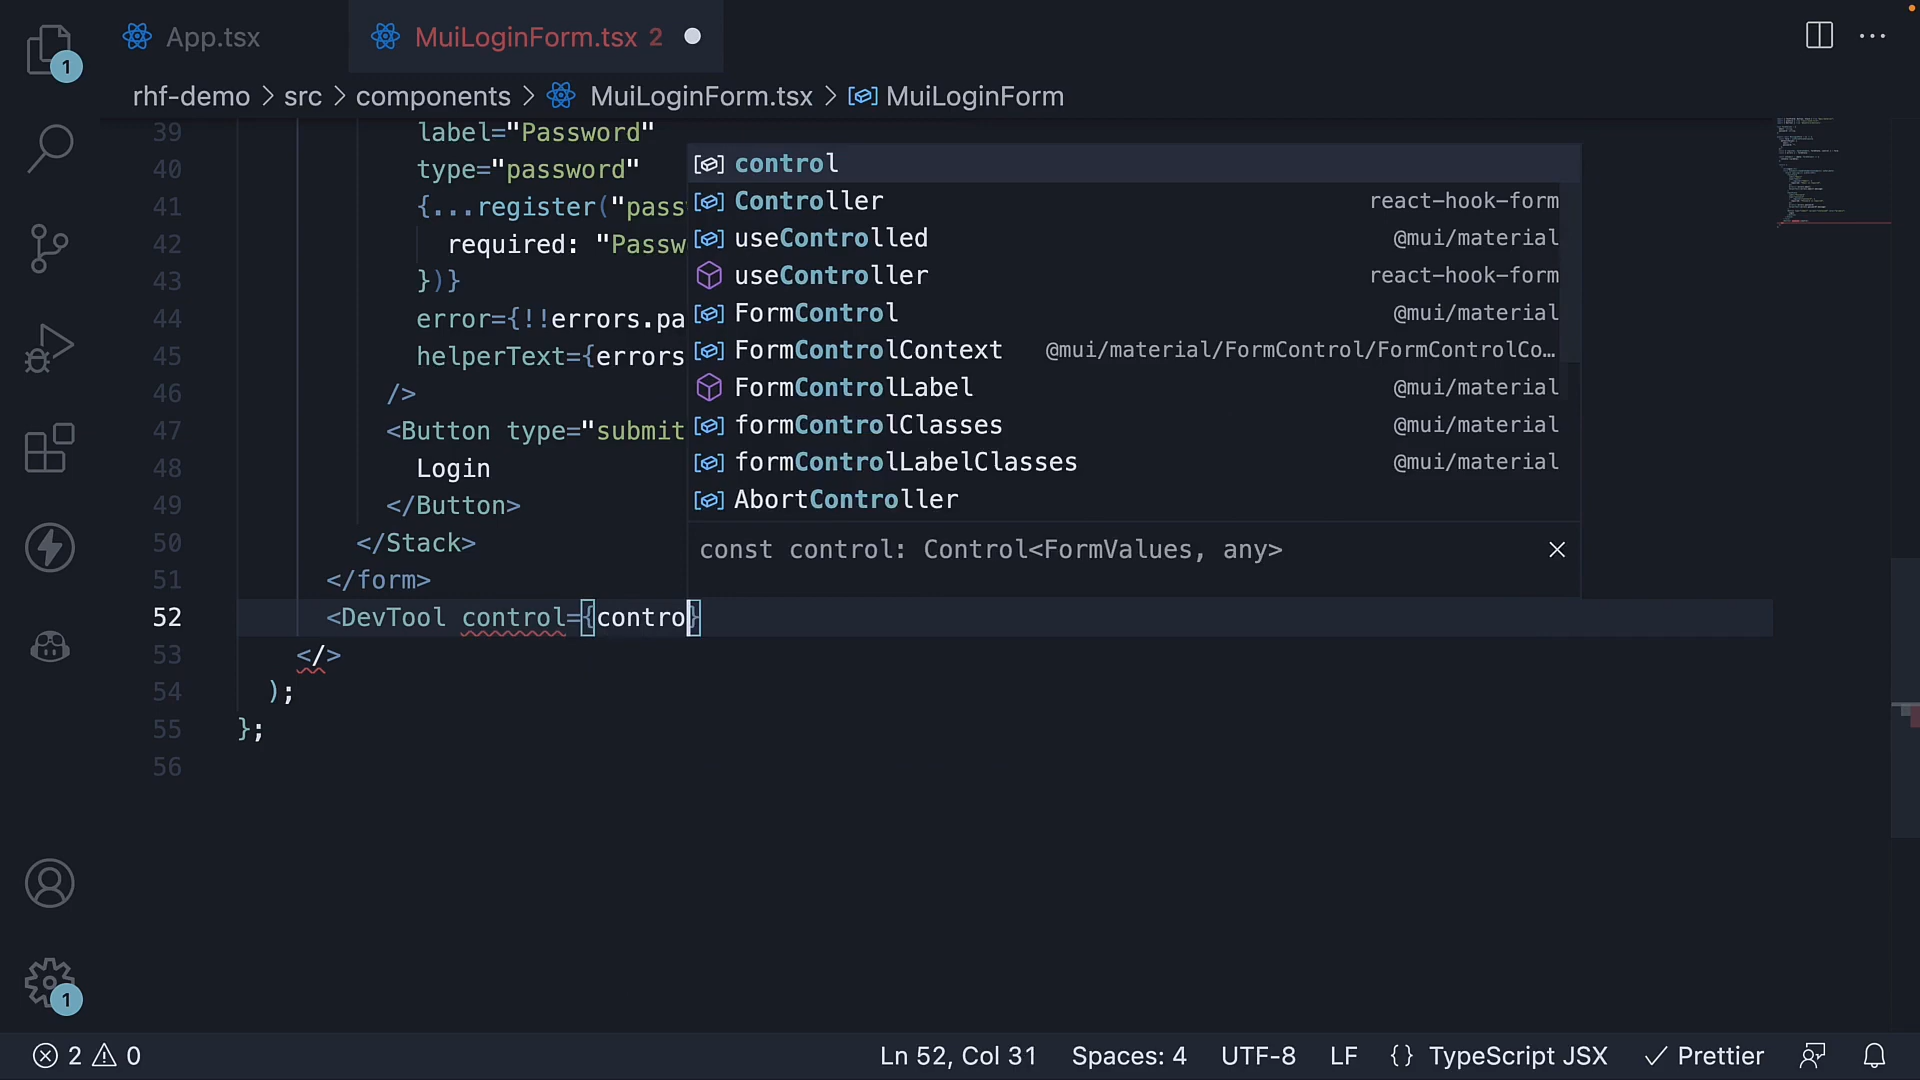 App.tsx
MuiLoginForm.tsx 2
rhf-demo > src > components > MuiLoginForm.tsx > MuiLoginForm
39 label="Password"
40 type="password"
41 {...register("pass
42 required: "Passw
43 })}
44 error={!!errors.pa
45 helperText={errors
46 />
47 <Button type="submit
48 Login
49 </Button>
50 </Stack>
51 </form>
52 <DevTool control={contro}
53 </>
54 );
55 };
56
control
Controller react-hook-form
useControlled @mui/material
useController react-hook-form
FormControl @mui/material
FormControlContext @mui/material/FormControl/FormControlCo…
FormControlLabel @mui/material
formControlClasses @mui/material
formControlLabelClasses @mui/material
AbortController
const control: Control<FormValues, any>
1
1
2 0
Ln 52, Col 31 Spaces: 4 UTF-8 LF {} TypeScript JSX Prettier